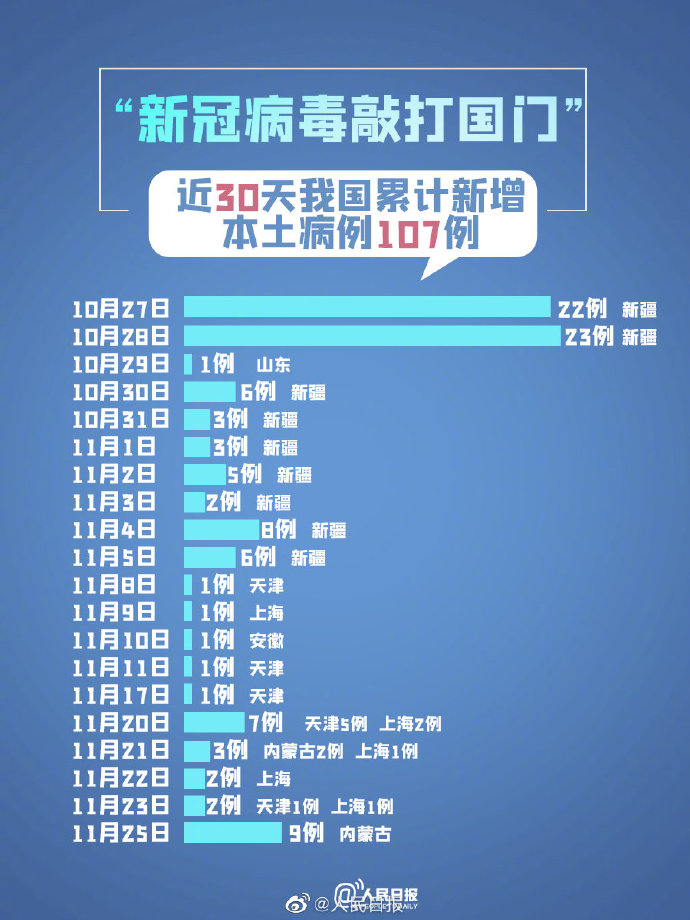 “新冠病毒敲打国门”
近30天我国累计新增
本土病例107例
10月27日 22例 新疆
10月28日 23例 新疆
10月29日 1例 山东
10月30日 6例 新疆
10月31日 3例 新疆
11月1日 3例 新疆
11月2日 5例 新疆
11月3日 2例 新疆
11月4日 8例 新疆
11月5日 6例 新疆
11月8日 1例 天津
11月9日 1例 上海
11月10日 1例 安徽
11月11日 1例 天津
11月17日 1例 天津
11月20日 7例 天津5例 上海2例
11月21日 3例 内蒙古2例 上海1例
11月22日 2例 上海
11月23日 2例 天津1例 上海1例
11月25日 9例 内蒙古
@人民日报
@人民日报